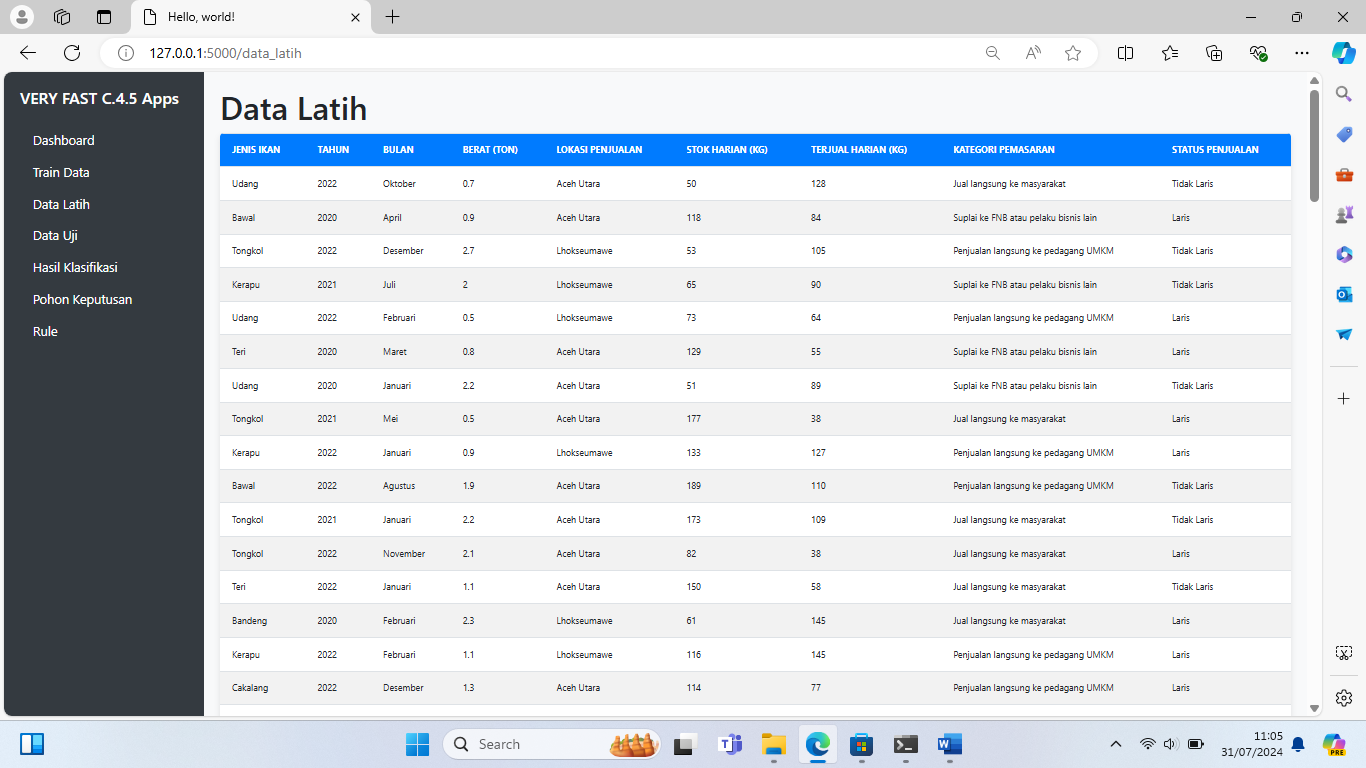 Hello, world!
127.0.0.1:5000/data_latih
VERY FAST C.4.5 Apps
Dashboard
Train Data
Data Latih
Data Uji
Hasil Klasifikasi
Pohon Keputusan
Rule
Data Latih
JENIS IKAN TAHUN BULAN BERAT (TON) LOKASI PENJUALAN STOK HARIAN (KG) TERJUAL HARIAN (KG) KATEGORI PEMASARAN STATUS PENJUALAN
Udang 2022 Oktober 0.7 Aceh Utara 50 128 Jual langsung ke masyarakat Tidak Laris
Bawal 2020 April 0.9 Aceh Utara 118 84 Suplai ke FNB atau pelaku bisnis lain Laris
Tongkol 2022 Desember 2.7 Lhokseumawe 53 105 Penjualan langsung ke pedagang UMKM Tidak Laris
Kerapu 2021 Juli 2 Lhokseumawe 65 90 Suplai ke FNB atau pelaku bisnis lain Tidak Laris
Udang 2022 Februari 0.5 Lhokseumawe 73 64 Penjualan langsung ke pedagang UMKM Laris
Teri 2020 Maret 0.8 Aceh Utara 129 55 Suplai ke FNB atau pelaku bisnis lain Laris
Udang 2020 Januari 2.2 Aceh Utara 51 89 Suplai ke FNB atau pelaku bisnis lain Tidak Laris
Tongkol 2021 Mei 0.5 Aceh Utara 177 38 Jual langsung ke masyarakat Laris
Kerapu 2022 Januari 0.9 Lhokseumawe 133 127 Penjualan langsung ke pedagang UMKM Laris
Bawal 2022 Agustus 1.9 Aceh Utara 189 110 Penjualan langsung ke pedagang UMKM Tidak Laris
Tongkol 2021 Januari 2.2 Aceh Utara 173 109 Jual langsung ke masyarakat Tidak Laris
Tongkol 2022 November 2.1 Aceh Utara 82 38 Jual langsung ke masyarakat Laris
Teri 2022 Januari 1.1 Aceh Utara 150 58 Jual langsung ke masyarakat Tidak Laris
Bandeng 2020 Februari 2.3 Lhokseumawe 61 145 Jual langsung ke masyarakat Laris
Kerapu 2022 Februari 1.1 Lhokseumawe 116 145 Penjualan langsung ke pedagang UMKM Laris
Cakalang 2022 Desember 1.3 Aceh Utara 114 77 Penjualan langsung ke pedagang UMKM Laris
Search
11:05
31/07/2024
PRE